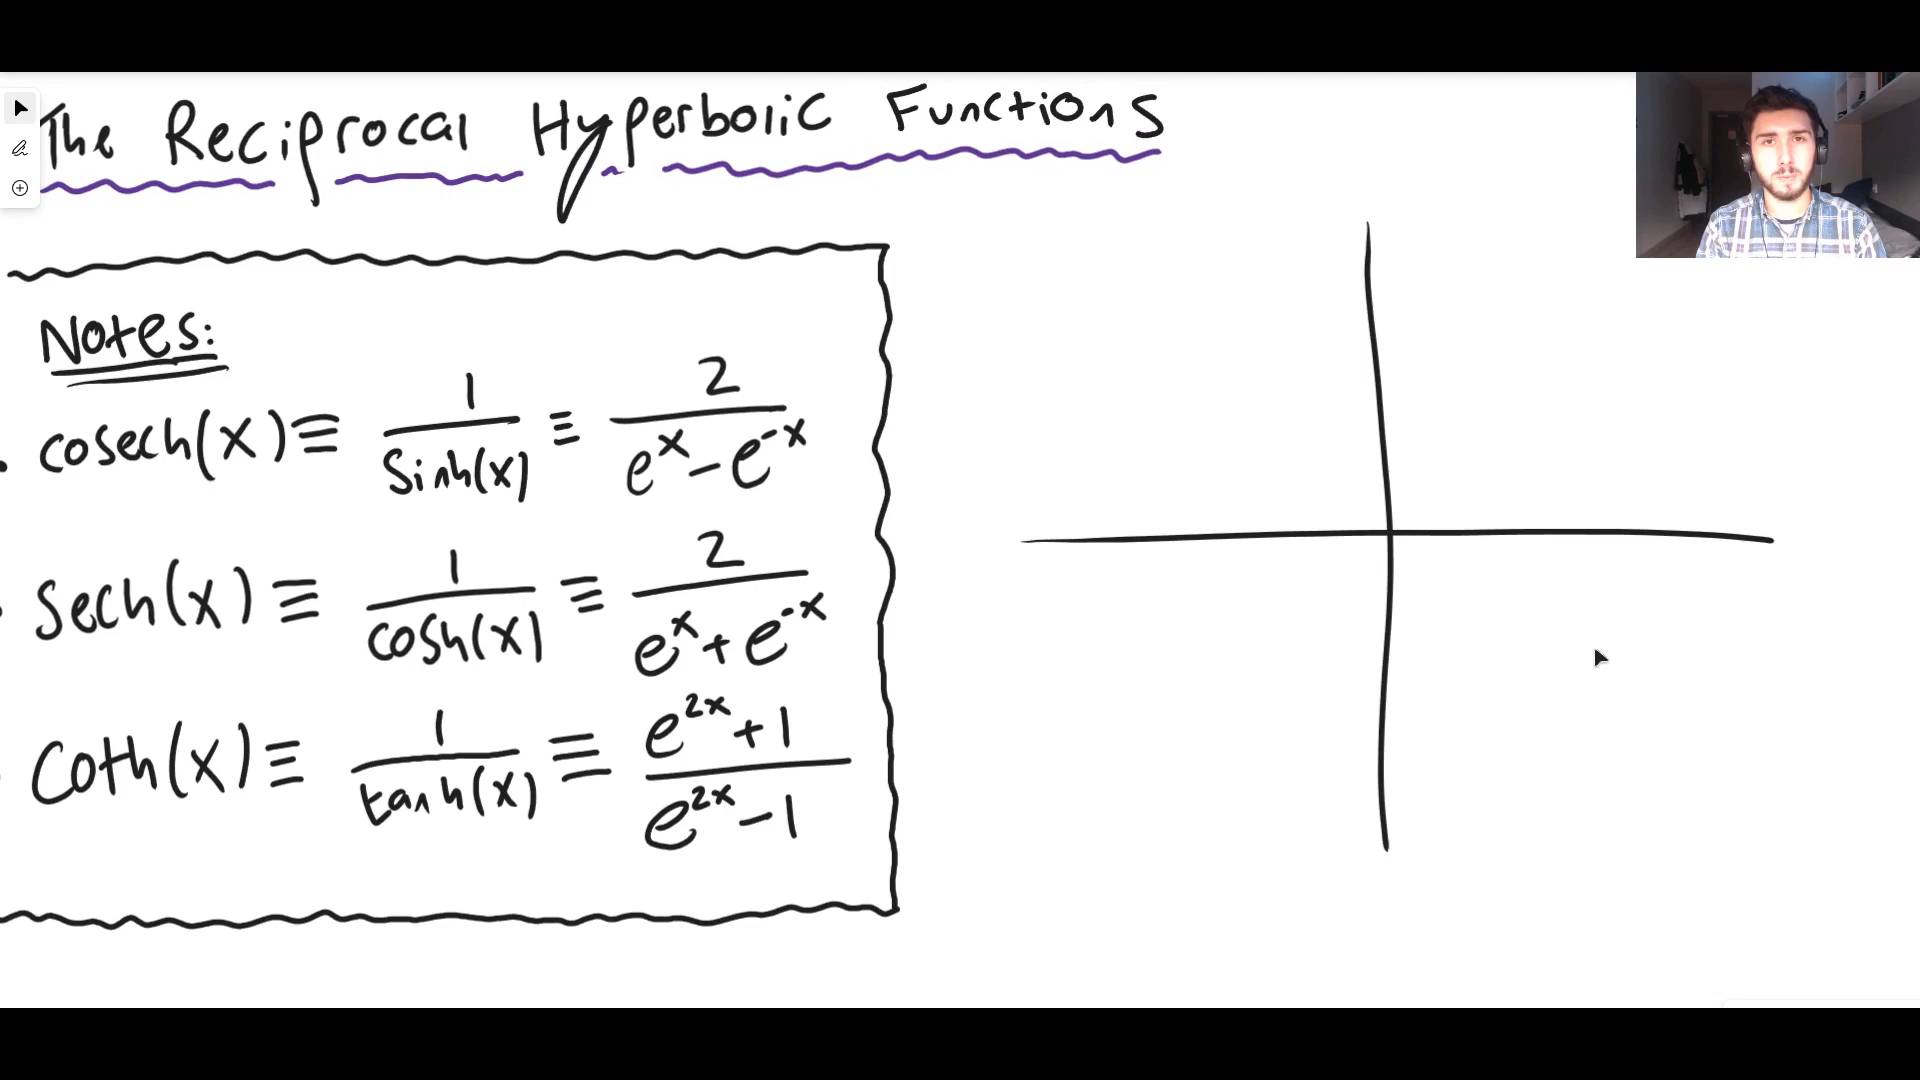 The Reciprocal Hyperbolic Functions
Notes:
• cosech(x) ≡ 1/sinh(x) ≡ 2/(e^x - e^-x)
• Sech(x) ≡ 1/cosh(x) ≡ 2/(e^x + e^-x)
• Coth(x) ≡ 1/tanh(x) ≡ (e^2x + 1)/(e^2x - 1)